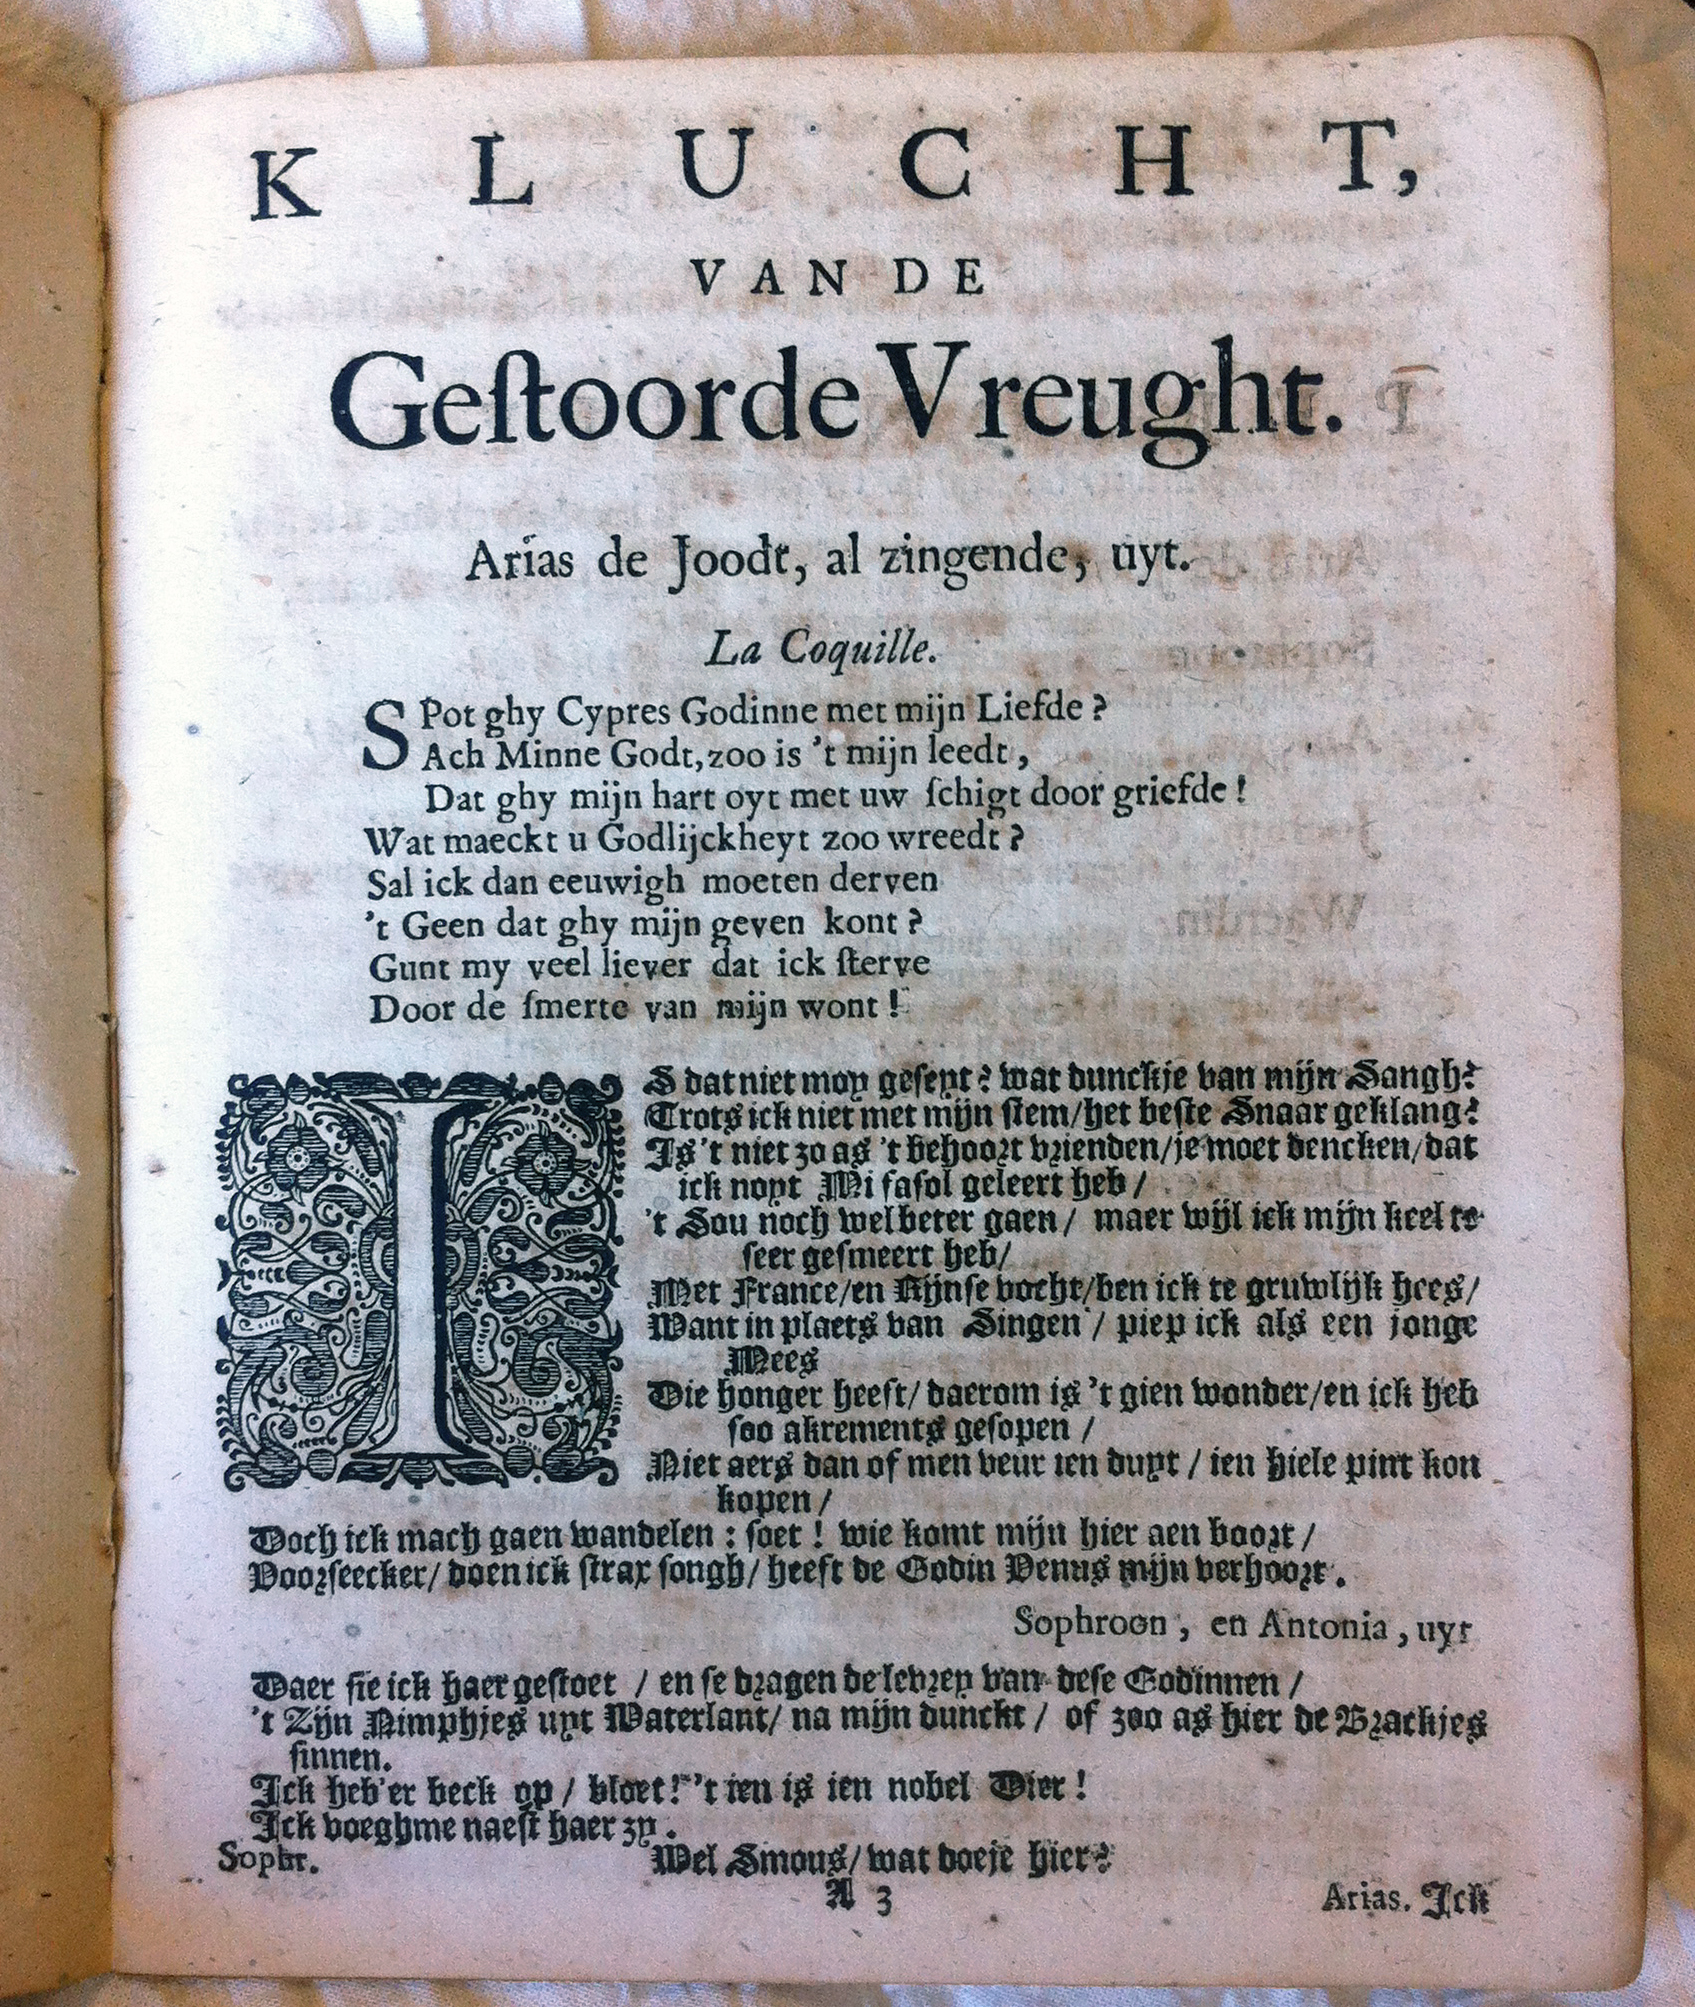 KLUCHT,
VAN DE
Geſtoorde Vreught.
Arias de Joodt, al zingende, uyt.
La Coquille.
SPot ghy Cypres Godinne met mijn Liefde?
Ach Minne Godt, zoo is 't mijn leedt,
Dat ghy mijn hart oyt met uw ſchigt door griefde!
Wat maeckt u Godlijckheyt zoo wreedt?
Sal ick dan eeuwigh moeten derven
't Geen dat ghy mijn geven kont?
Gunt my veel liever dat ick ſterve
Door de ſmerte van mijn wont!
IS dat niet moy geseyt? wat dunckje van mijn Sangh?
Trots ick niet met mijn ſtem/het beſte Snaar geklang?
Is 't niet zo as 't behoort vrienden/je moet dencken/dat
ick noyt Mi faſol geleert heb/
't Sou noch wel beter gaen/ maer wijl ick mijn keel te
ſeer geſmeert heb/
Met France/en Rijnſe vocht/ben ick te gruwlijk hees/
Want in plaets van Singen/ piep ick als een jonge
Mees
Die honger heeft/ daerom is 't gien wonder/en ick heb
ſoo akrements geſopen/
Niet aers dan of men veur ien duyt/ ien hiele pint kon
kopen/
Doch ick mach gaen wandelen: ſoet! wie komt mijn hier aen boort/
Voorſeecker/ doen ick ſtrax ſongh/ heeft de Godin Venus mijn verhoort.
Sophroon, en Antonia, uyt
Daer ſie ick haer geſtoet / en ſe dragen de levrey van deſe Godinnen/
't Zijn Nimphjes uyt Waterlant/ na mijn dunckt/ of zoo as hier de Brackjes
ſinnen.
Ick heb'er beck op/ bloet! 't ien is ien nobel Dier!
Ick voeghme naeſt haer zy.
Sophr. Wel Smous/ wat doeje hier?
A 3
Arias. Ick